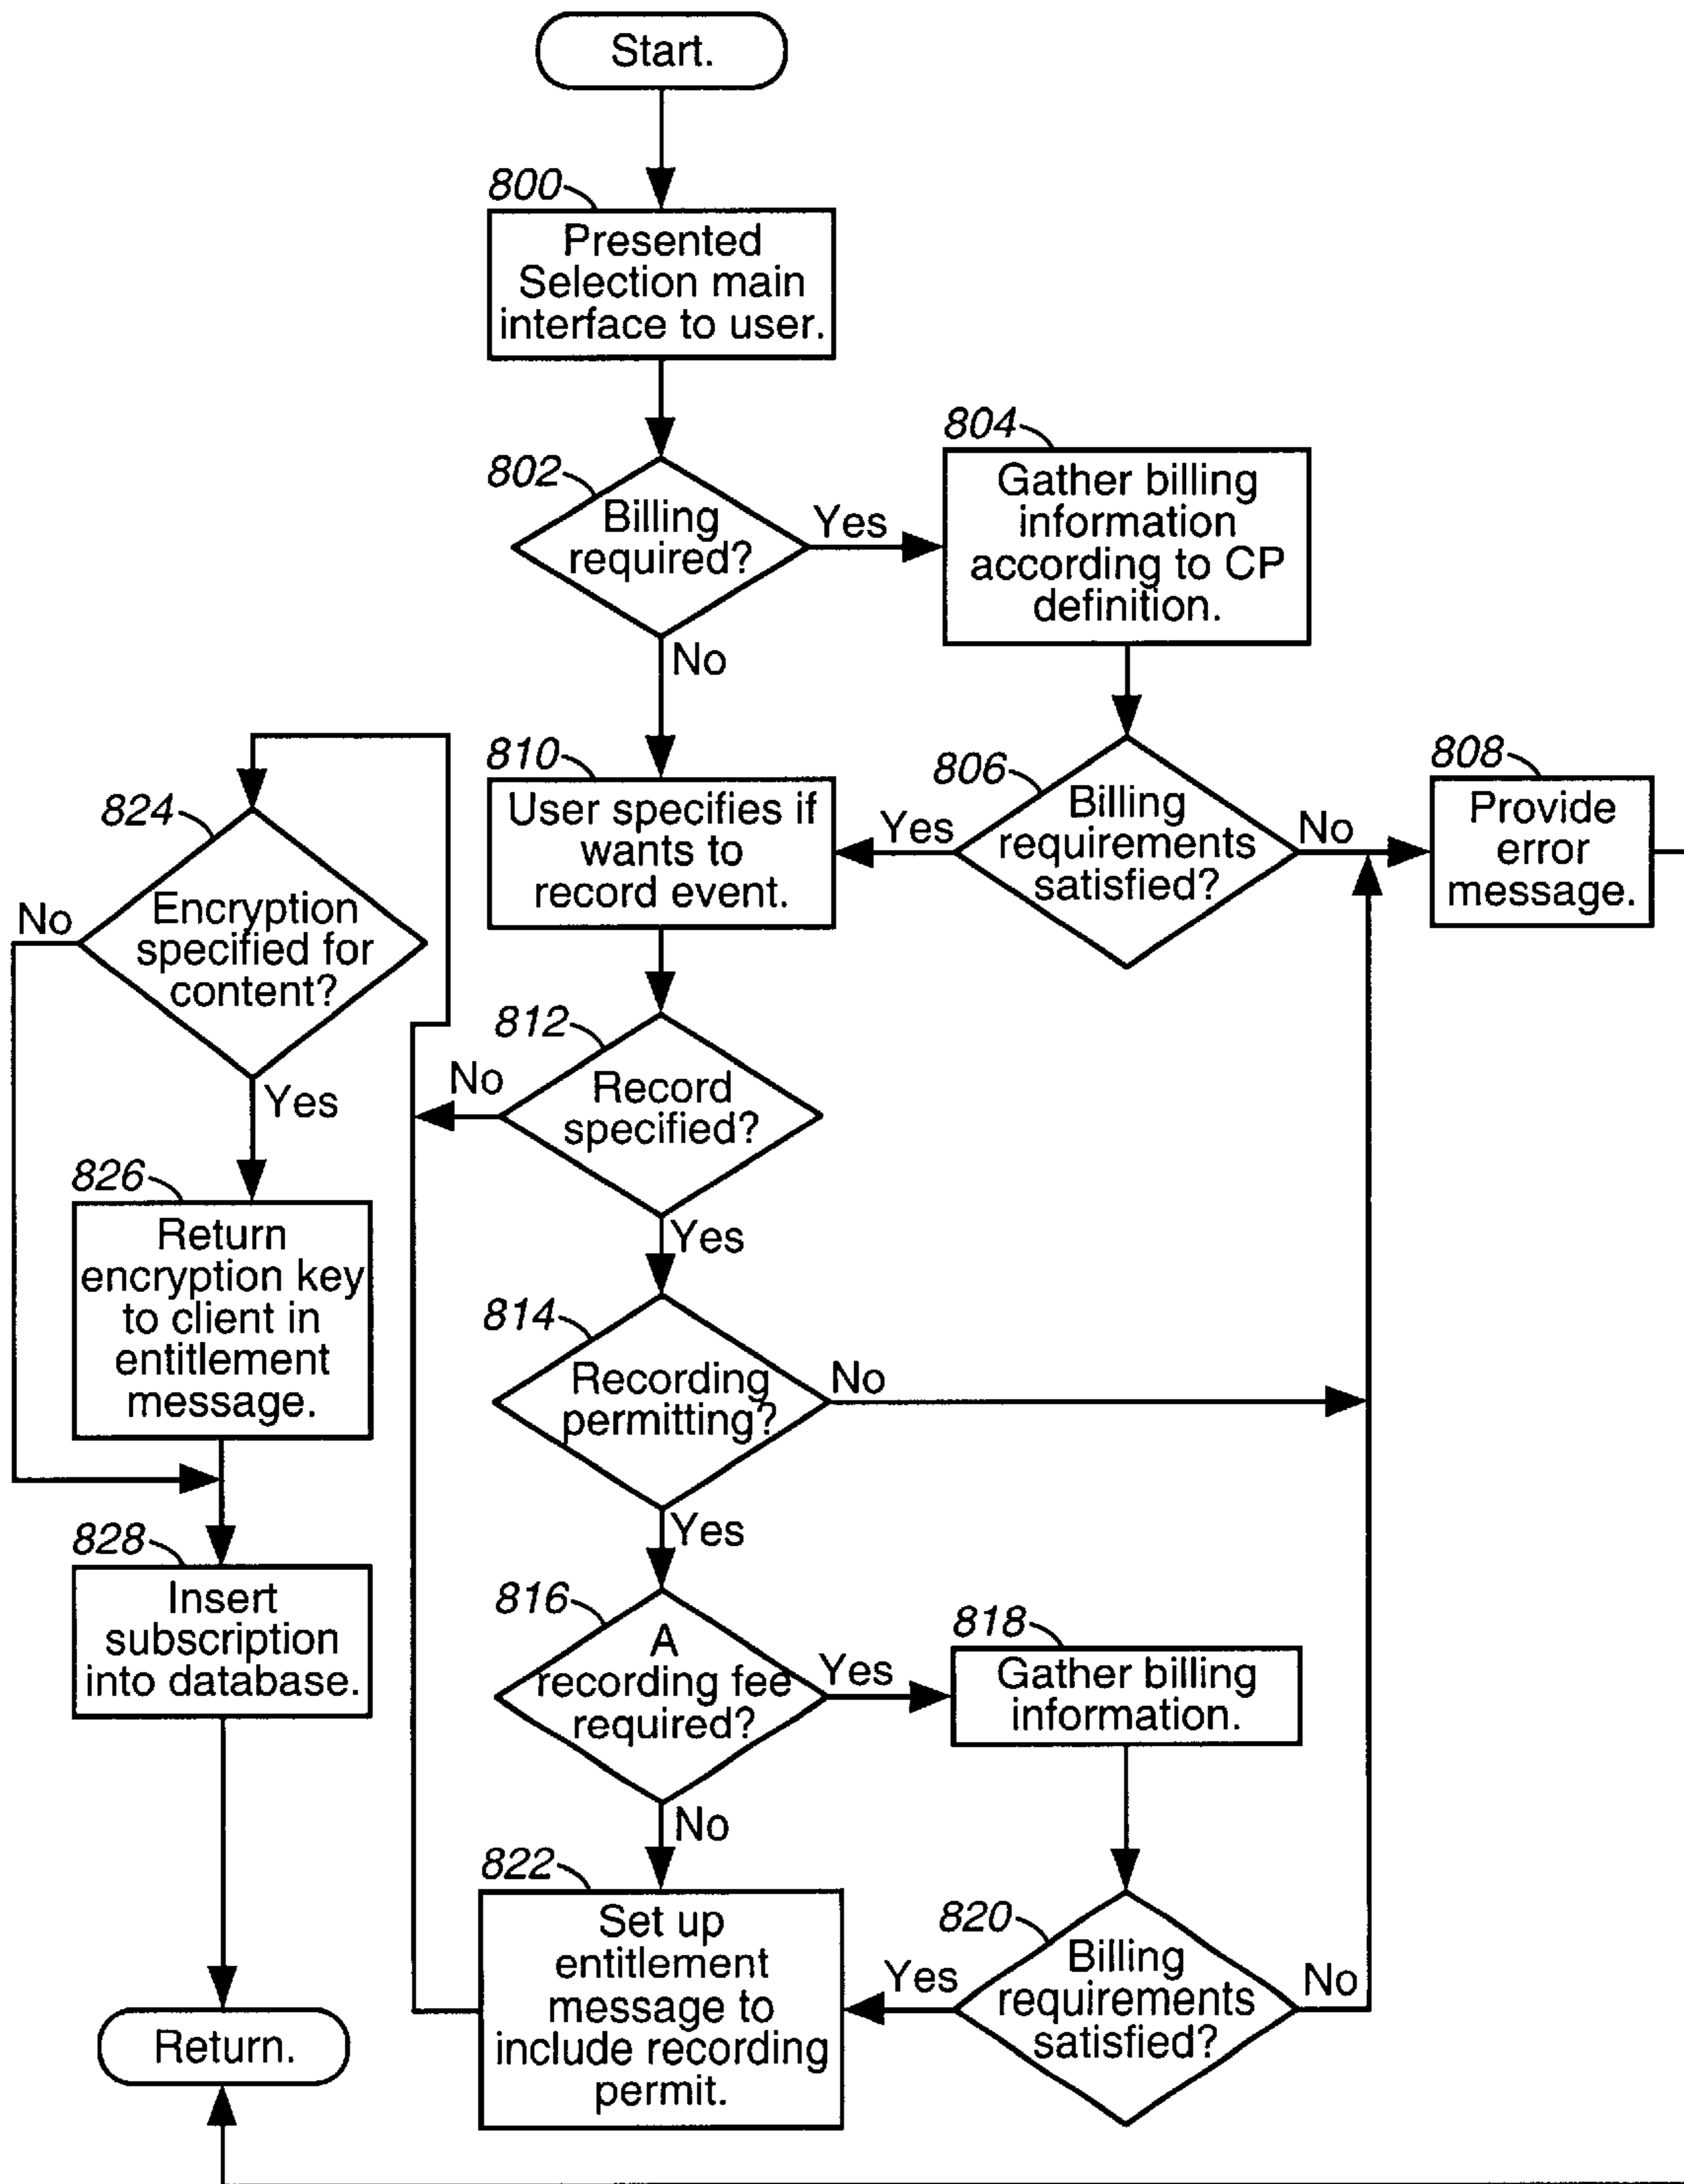 Start.
800
Presented
Selection main
interface to user.
802
Billing
required?
Yes
No
804
Gather billing
information
according to CP
definition.
806
Billing
requirements
satisfied?
Yes
No
808
Provide
error
message.
810
User specifies if
wants to
record event.
812
Record
specified?
No
Yes
814
Recording
permitting?
No
Yes
816
A
recording fee
required?
Yes
No
818
Gather billing
information.
820
Billing
requirements
satisfied?
Yes
No
822
Set up
entitlement
message to
include recording
permit.
824
Encryption
specified for
content?
No
Yes
826
Return
encryption key
to client in
entitlement
message.
828
Insert
subscription
into database.
Return.